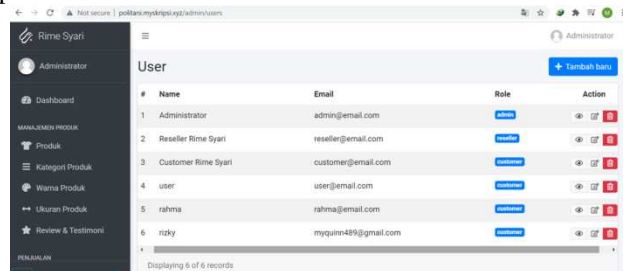 Not secure | politani.myskripsi.xyz/admin/users
Rime Syari
Administrator
Administrator
User
+ Tambah baru
# Name Email Role Action
Dashboard
1 Administrator admin@email.com admin
MANAJEMEN PRODUK
2 Reseller Rime Syari reseller@email.com reseller
Produk
3 Customer Rime Syari customer@email.com customer
Kategori Produk
4 user user@email.com customer
Warna Produk
5 rahma rahma@email.com customer
Ukuran Produk
6 rizky myquinn489@gmail.com customer
Review & Testimoni
PENJUALAN
Displaying 6 of 6 records